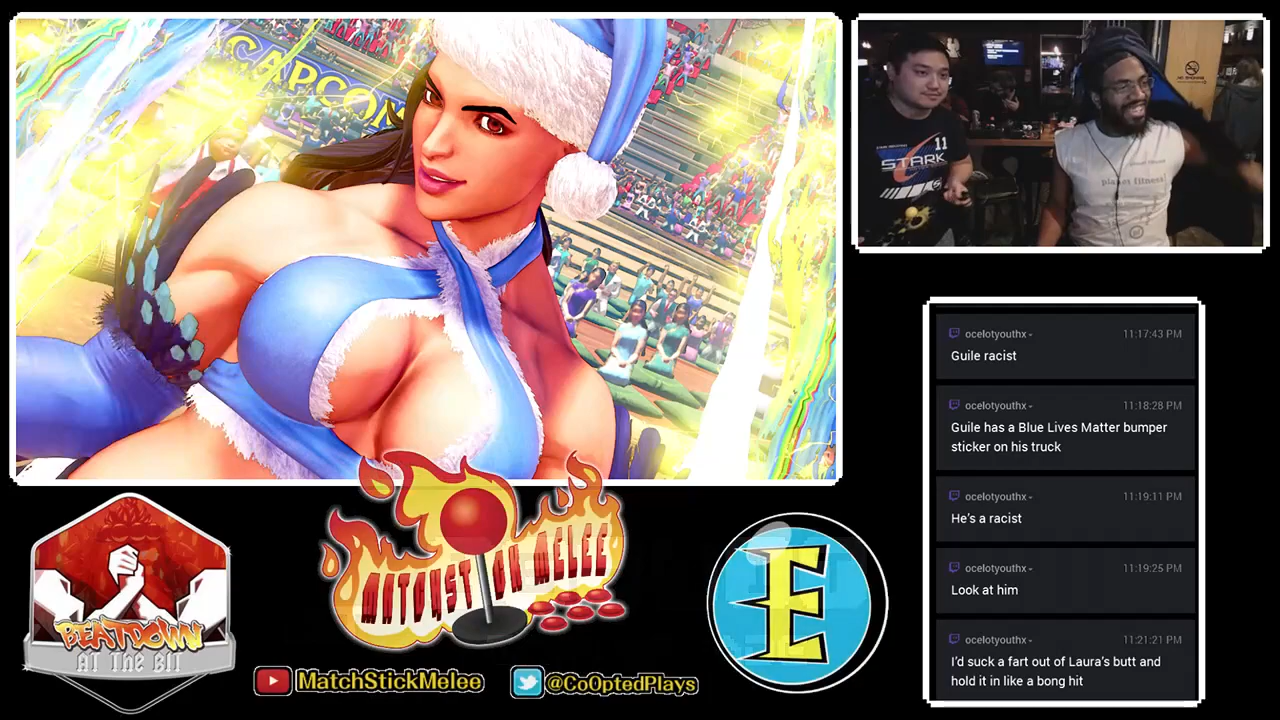 CAPCOM
11
STARK
planet fitness
NO SMOKING
ocelotyouthx
11:17:43 PM
Guile racist
ocelotyouthx
11:18:28 PM
Guile has a Blue Lives Matter bumper
sticker on his truck
ocelotyouthx
11:19:11 PM
He's a racist
ocelotyouthx
11:19:25 PM
Look at him
ocelotyouthx
11:21:21 PM
I'd suck a fart out of Laura's butt and
hold it in like a bong hit
BEATDOWN
AT THE BIT
MATCHSTICK MELEE
E
MatchStickMelee
@CoOptedPlays